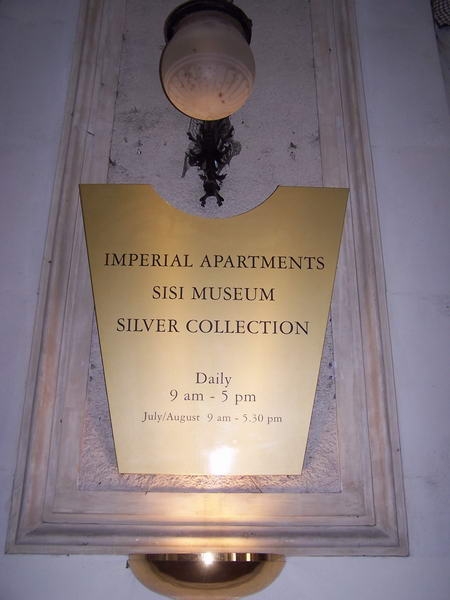 IMPERIAL APARTMENTS
SISI MUSEUM
SILVER COLLECTION
Daily
9 am - 5 pm
July/August 9 am - 5.30 pm